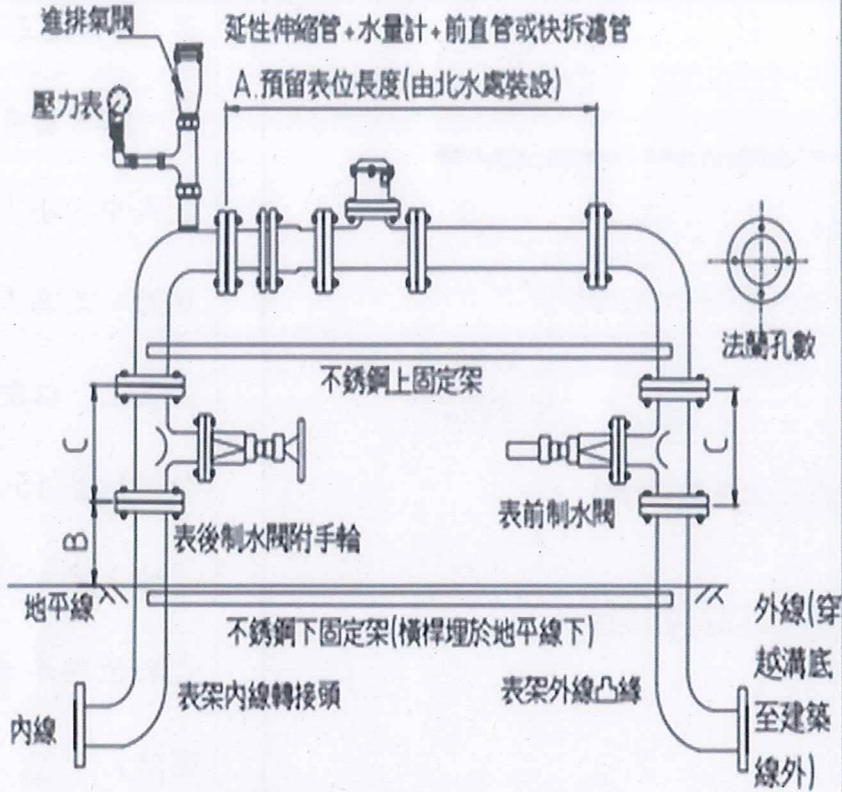 進排氣閥
延性伸縮管+水量計+前直管或快拆濾管
A.預留表位長度(由北水處裝設)
壓力表
法蘭孔數
不銹鋼上固定架
C
C
表前制水閥
表後制水閥附手輪
B
地平線
不銹鋼下固定架(橫桿埋於地平線下)
外線(穿
越溝底
至建築
線外)
表架內線轉接頭
表架外線凸緣
內線